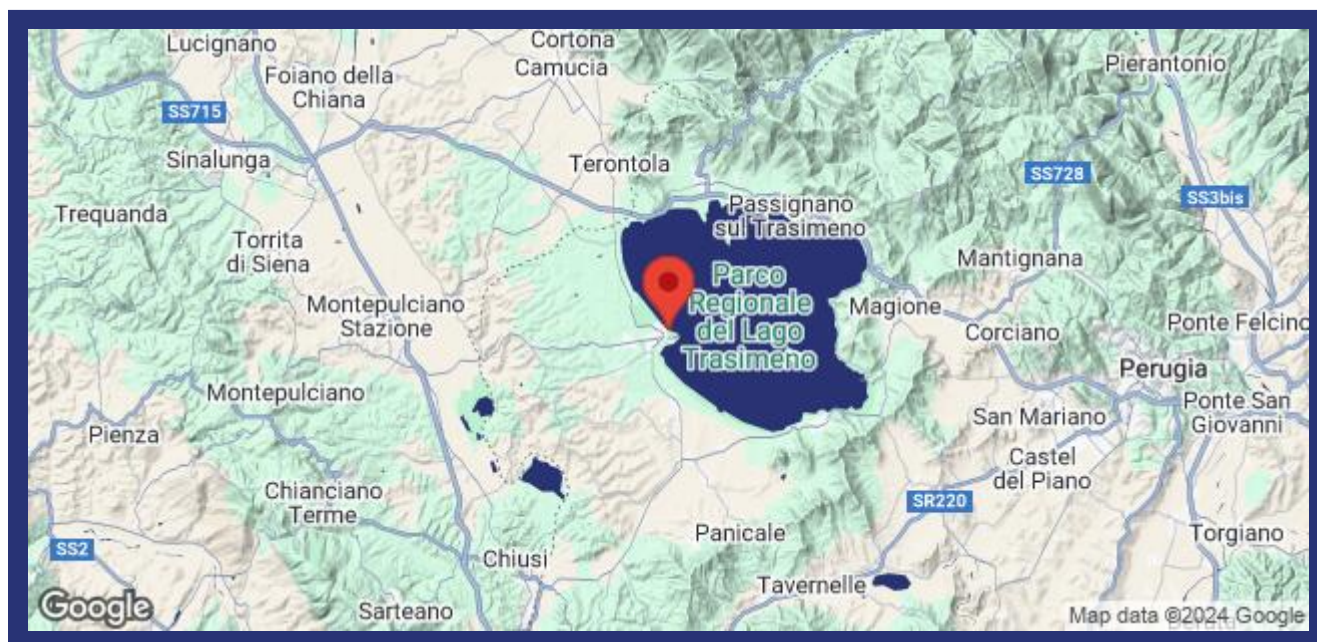 Lucignano
Cortona
Camucia
Pierantonio
Foiano della
Chiana
SS715
Sinalunga
Terontola
SS728
SS3bis
Trequanda
Passignano
sul Trasimeno
Torrita
di Siena
Mantignana
Parco
Regionale
del Lago
Trasimeno
Montepulciano
Stazione
Magione
Corciano
Ponte Felcino
Perugia
Montepulciano
Ponte San
Giovanni
San Mariano
Pienza
Castel
del Piano
Chianciano
Terme
SR220
Panicale
Torgiano
SS2
Chiusi
Tavernelle
Google
Sarteano
Map data ©2024 Google